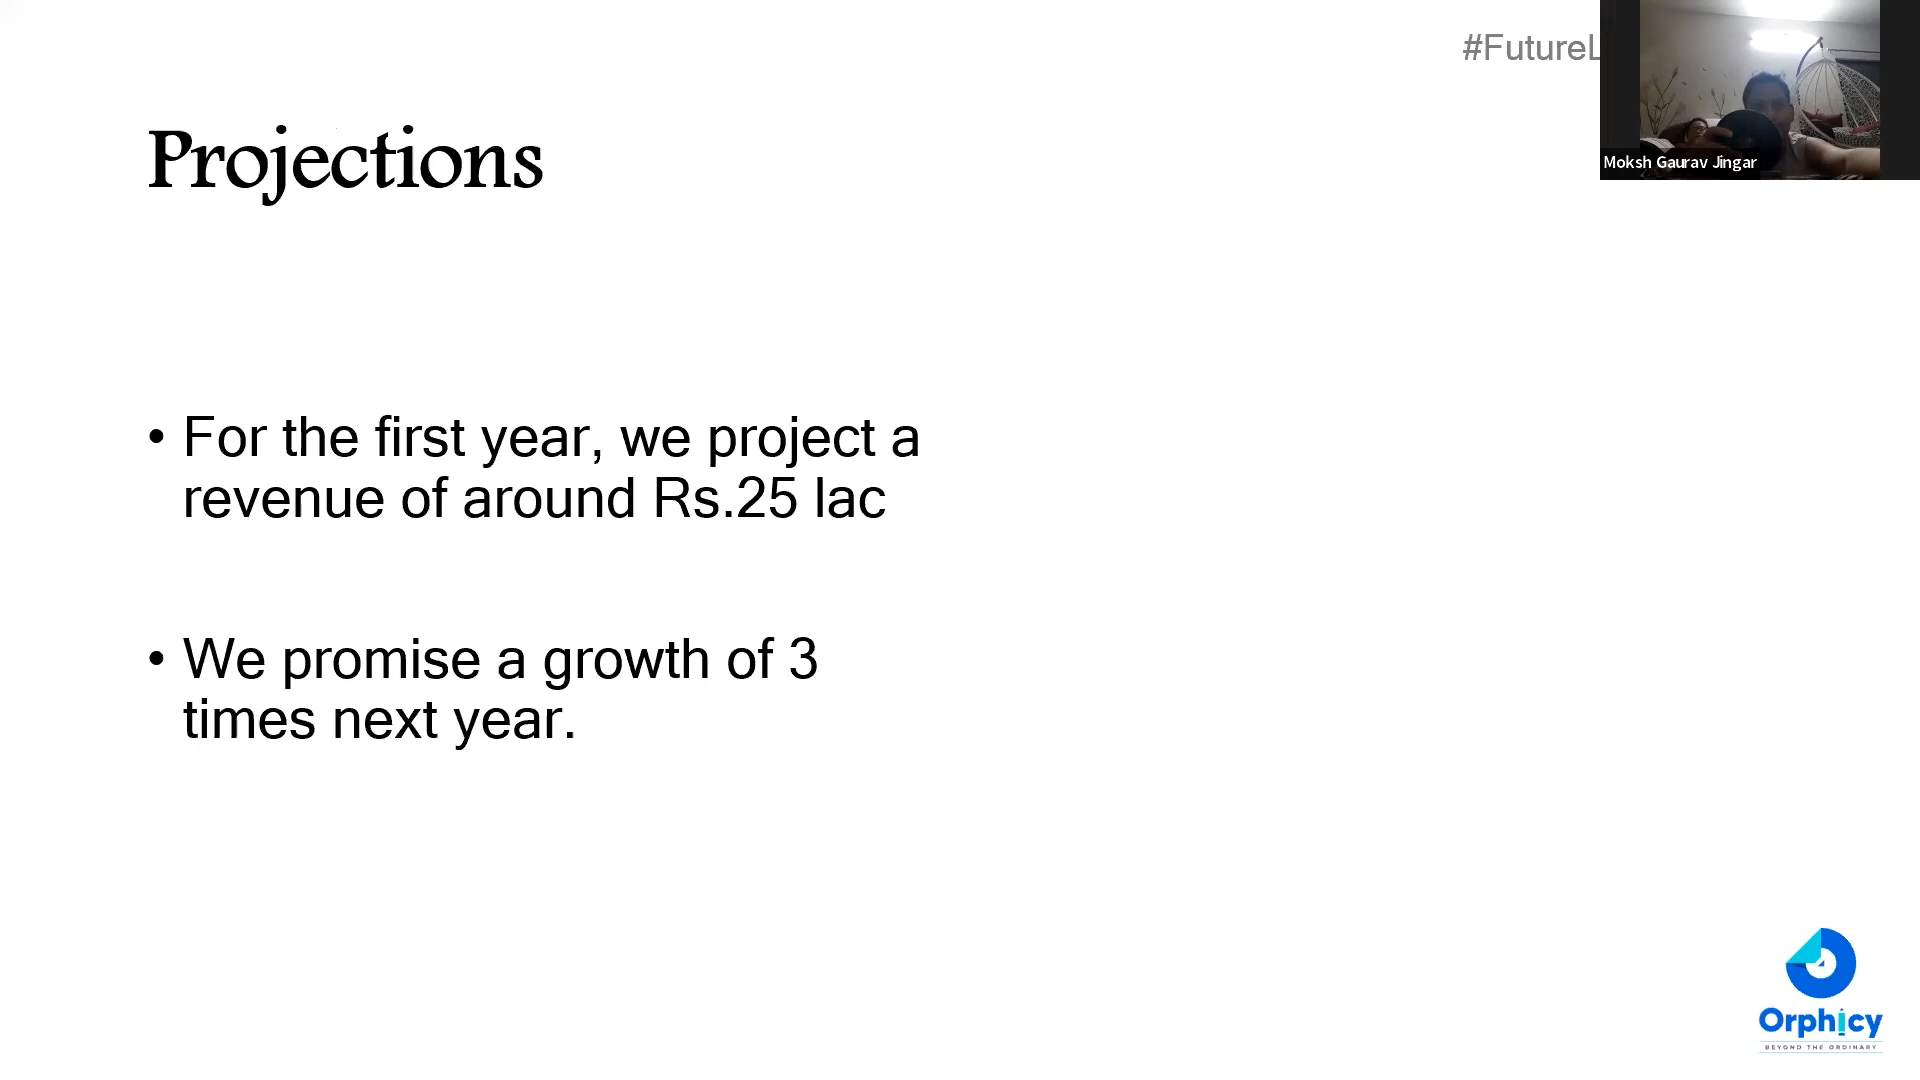 #FutureL
Moksh Gaurav Jingar
Projections
• For the first year, we project a
revenue of around Rs.25 lac
• We promise a growth of 3
times next year.
Orphicy
BEYOND THE ORDINARY